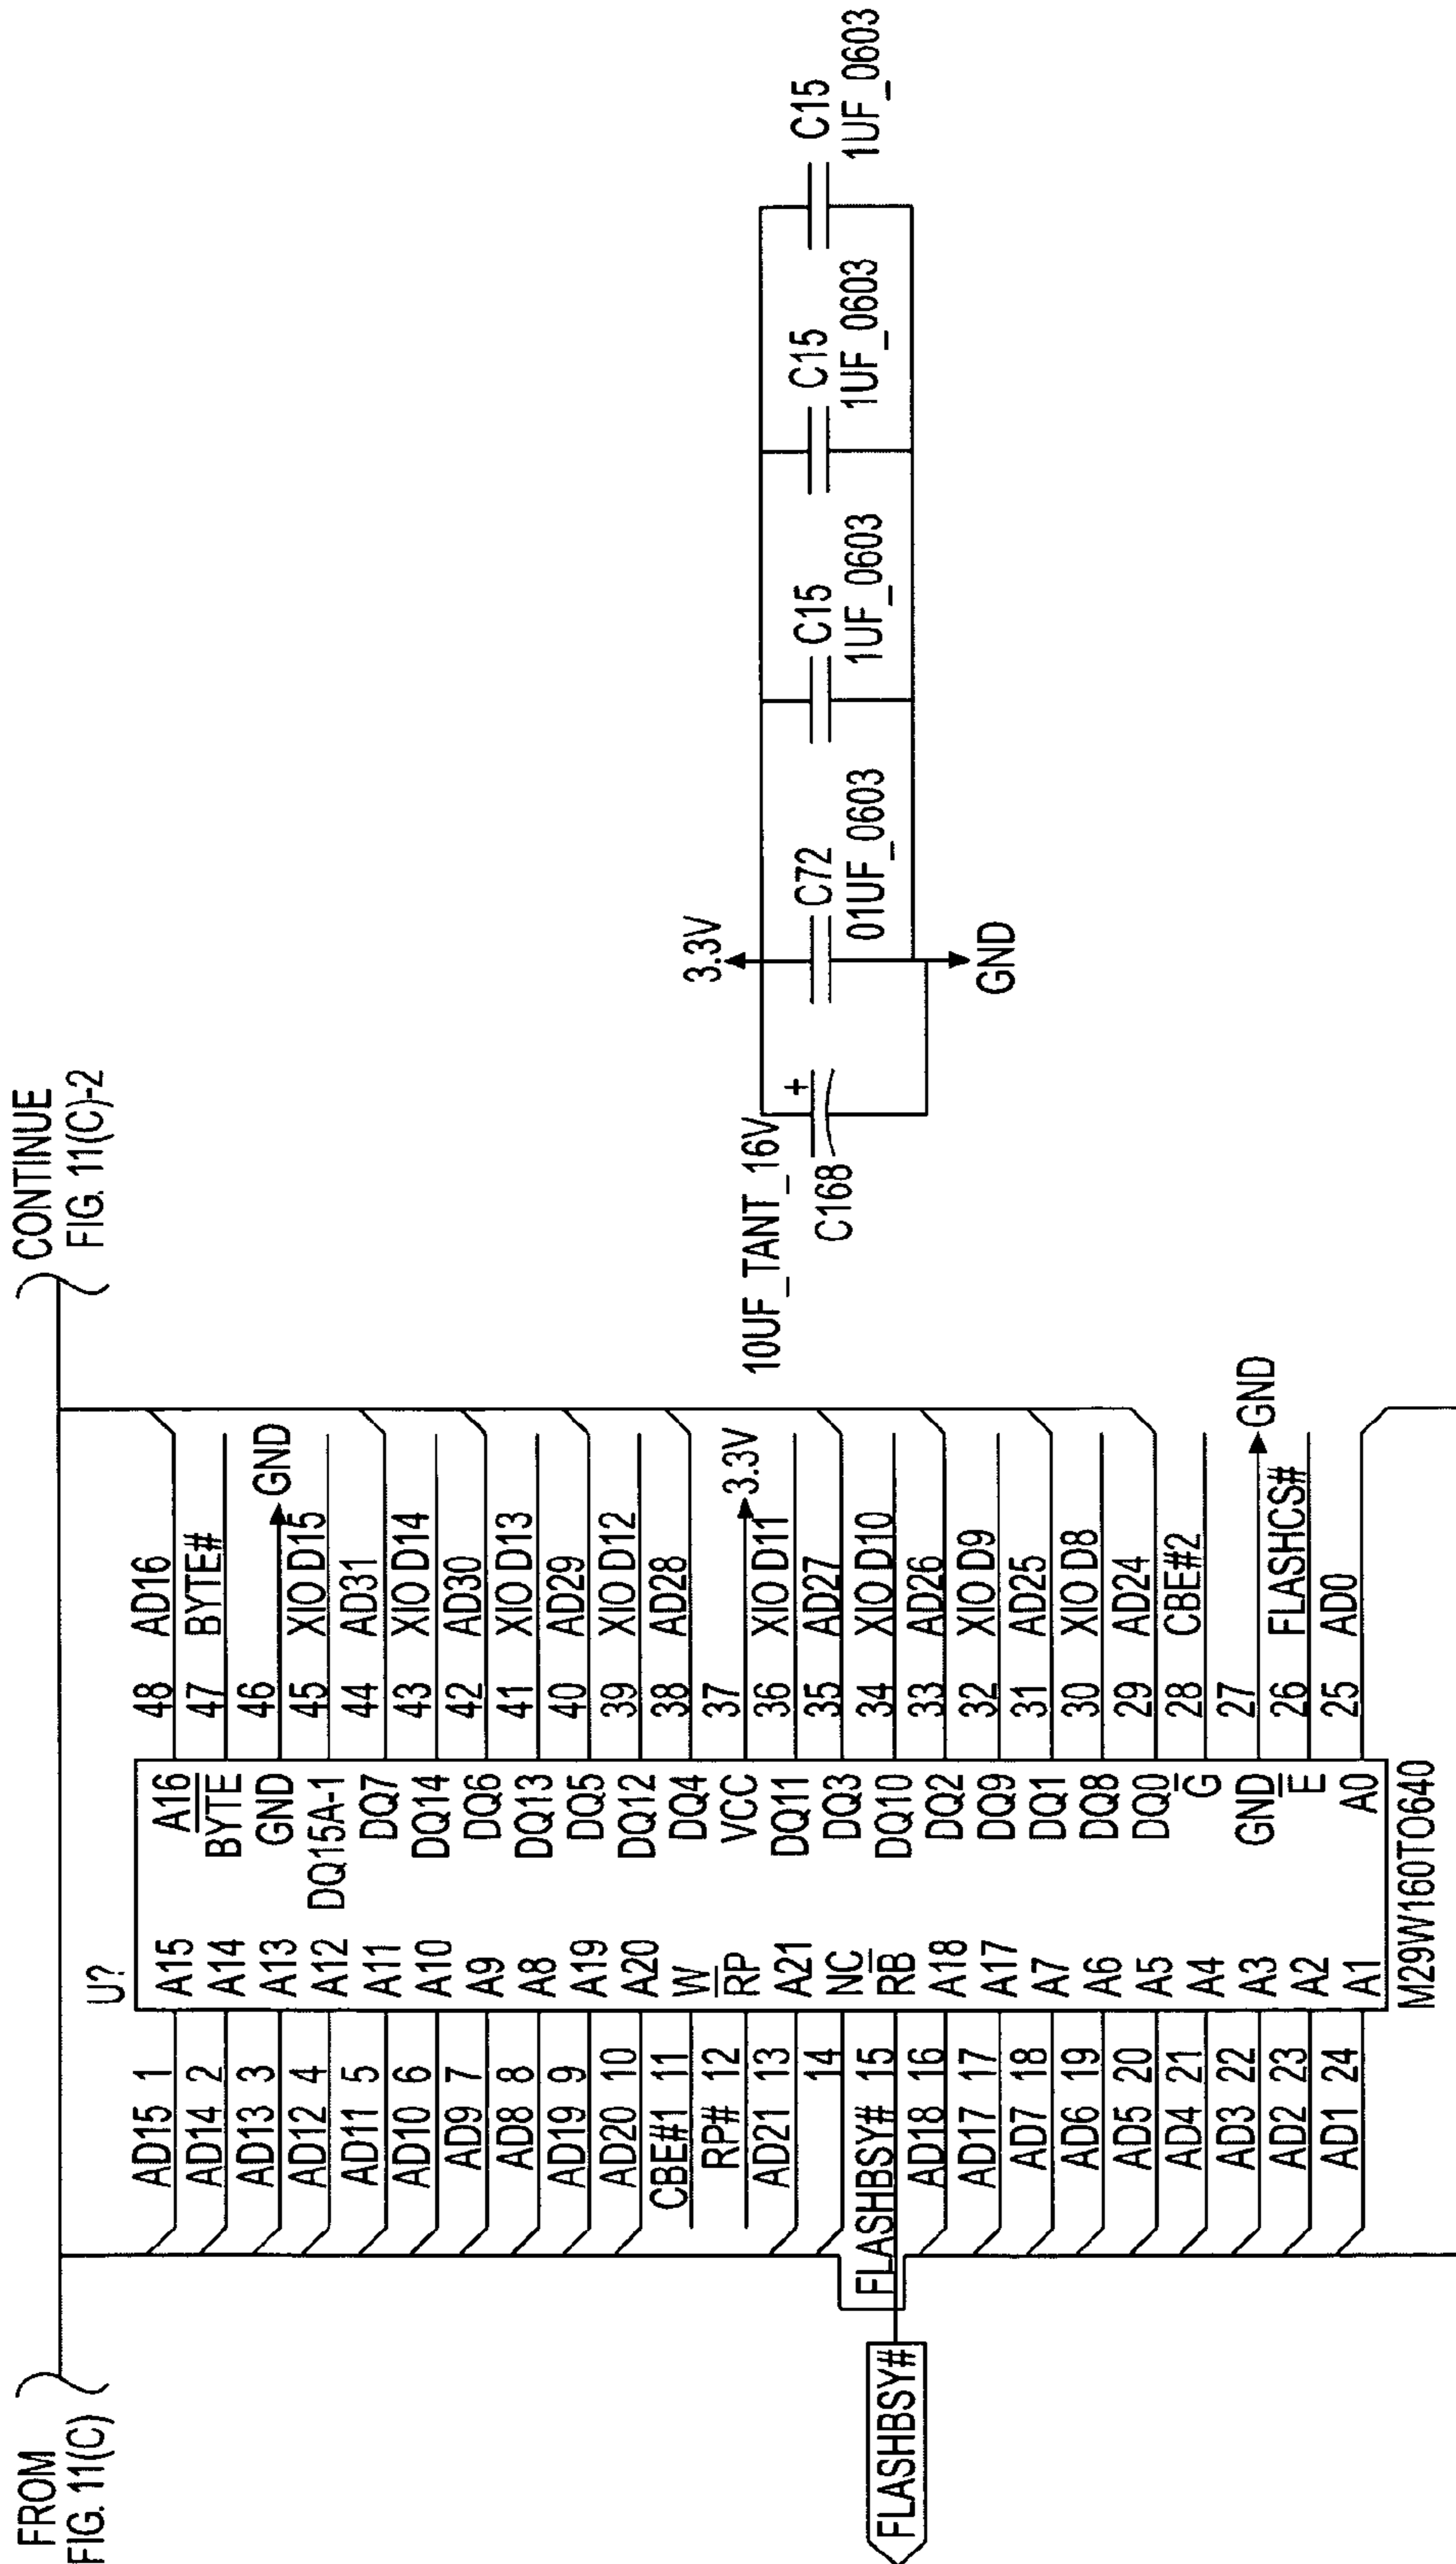 FROM
FIG. 11(C)
CONTINUE
FIG. 11(C)-2
U?
AD15 1 A15 A16 48 AD16
AD14 2 A14 BYTE 47 BYTE#
AD13 3 A13 GND 46 GND
AD12 4 A12 DQ15A-1 45 XIO D15
AD11 5 A11 DQ7 44 AD31
AD10 6 A10 DQ14 43 XIO D14
AD9 7 A9 DQ6 42 AD30
AD8 8 A8 DQ13 41 XIO D13
AD19 9 A19 DQ5 40 AD29
AD20 10 A20 DQ12 39 XIO D12
CBE#1 11 W DQ4 38 AD28
RP# 12 RP VCC 37 3.3V
AD21 13 A21 DQ11 36 XIO D11
14 NC DQ3 35 AD27
FLASHBSY# FLASHBSY# 15 RB DQ10 34 XIO D10
AD18 16 A18 DQ2 33 AD26
AD17 17 A17 DQ9 32 XIO D9
AD7 18 A7 DQ1 31 AD25
AD6 19 A6 DQ8 30 XIO D8
AD5 20 A5 DQ0 29 AD24
AD4 21 A4 G 28 CBE#2
AD3 22 A3 GND 27 GND
AD2 23 A2 E 26 FLASHCS#
AD1 24 A1 A0 25 AD0
M29W160TO640
3.3V
10UF_TANT_16V
+
C168
C72
01UF_0603
C15
1UF_0603
C15
1UF_0603
C15
1UF_0603
GND